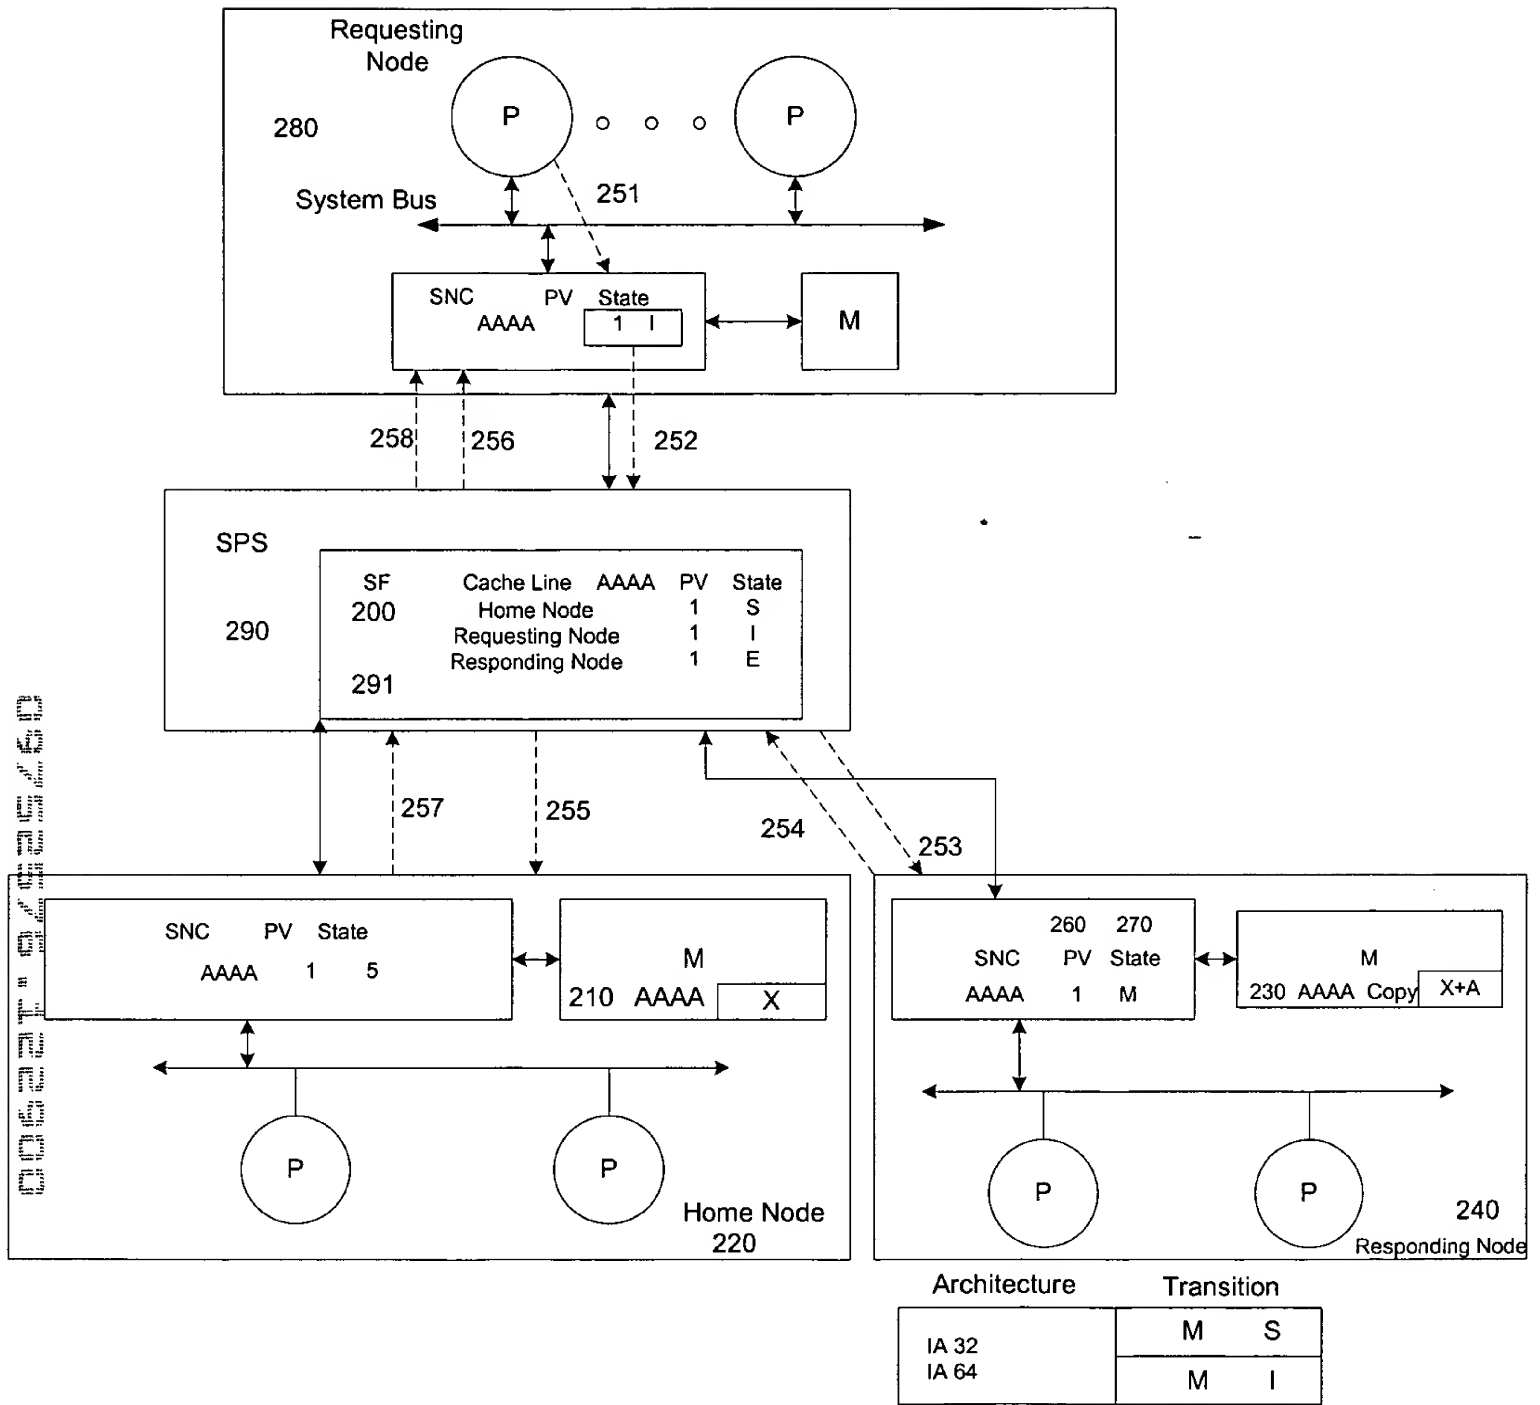 Requesting
Node
P
P
280
251
System Bus
SNC PV State
AAAA 1 I
M
258
256
252
SPS
SF Cache Line AAAA PV State
200 Home Node 1 S
Requesting Node 1 I
290
Responding Node 1 E
291
257
255
254
253
SNC PV State
AAAA 1 5
M
210 AAAA X
260 270
SNC PV State
AAAA 1 M
M
230 AAAA Copy X+A
P
P
Home Node
220
P
P
240
Responding Node
Architecture Transition
IA 32 M S
IA 64 M I